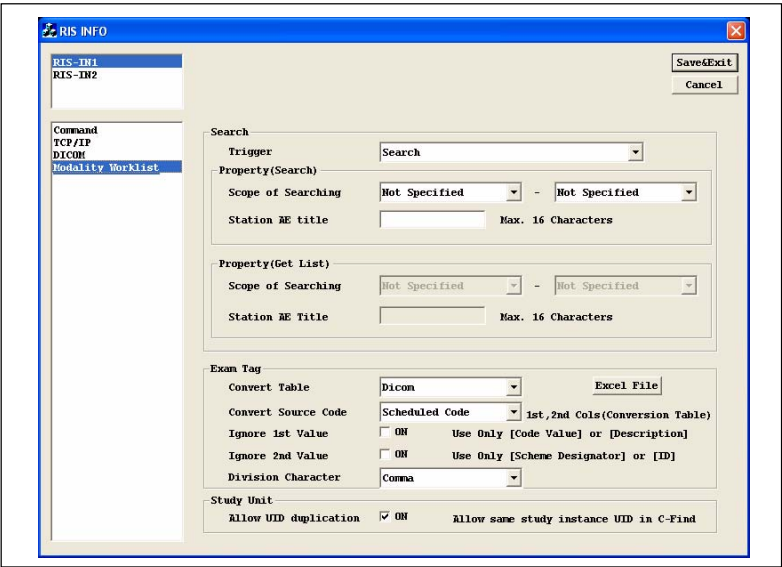 RIS INFO
RIS-IN1
RIS-IN2
Save&Exit
Cancel
Command
TCP/IP
DICOM
Modality Worklist
Search
Trigger Search
Property(Search)
Scope of Searching Not Specified - Not Specified
Station AE title Max. 16 Characters
Property(Get List)
Scope of Searching Not Specified - Not Specified
Station AE Title Max. 16 Characters
Exam Tag
Convert Table Dicom Excel File
Convert Source Code Scheduled Code 1st,2nd Cols(Conversion Table)
Ignore 1st Value ON Use Only [Code Value] or [Description]
Ignore 2nd Value ON Use Only [Scheme Designator] or [ID]
Division Character Comma
Study Unit
Allow UID duplication ON Allow same study instance UID in C-Find